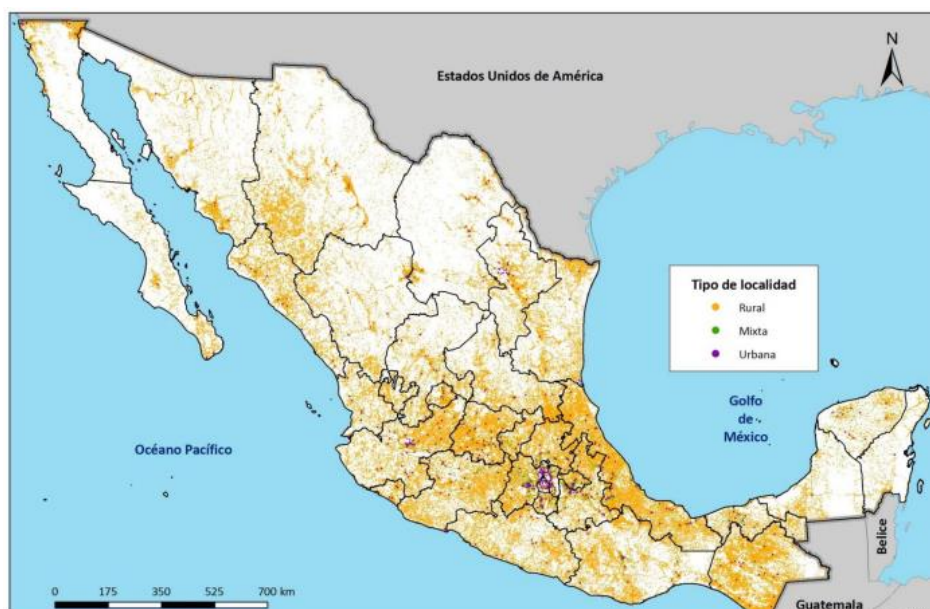 N
Estados Unidos de América
Tipo de localidad
Rural
Mixta
Urbana
Golfo
de
México
Océano Pacífico
Belice
0 175 350 525 700 km
Guatemala